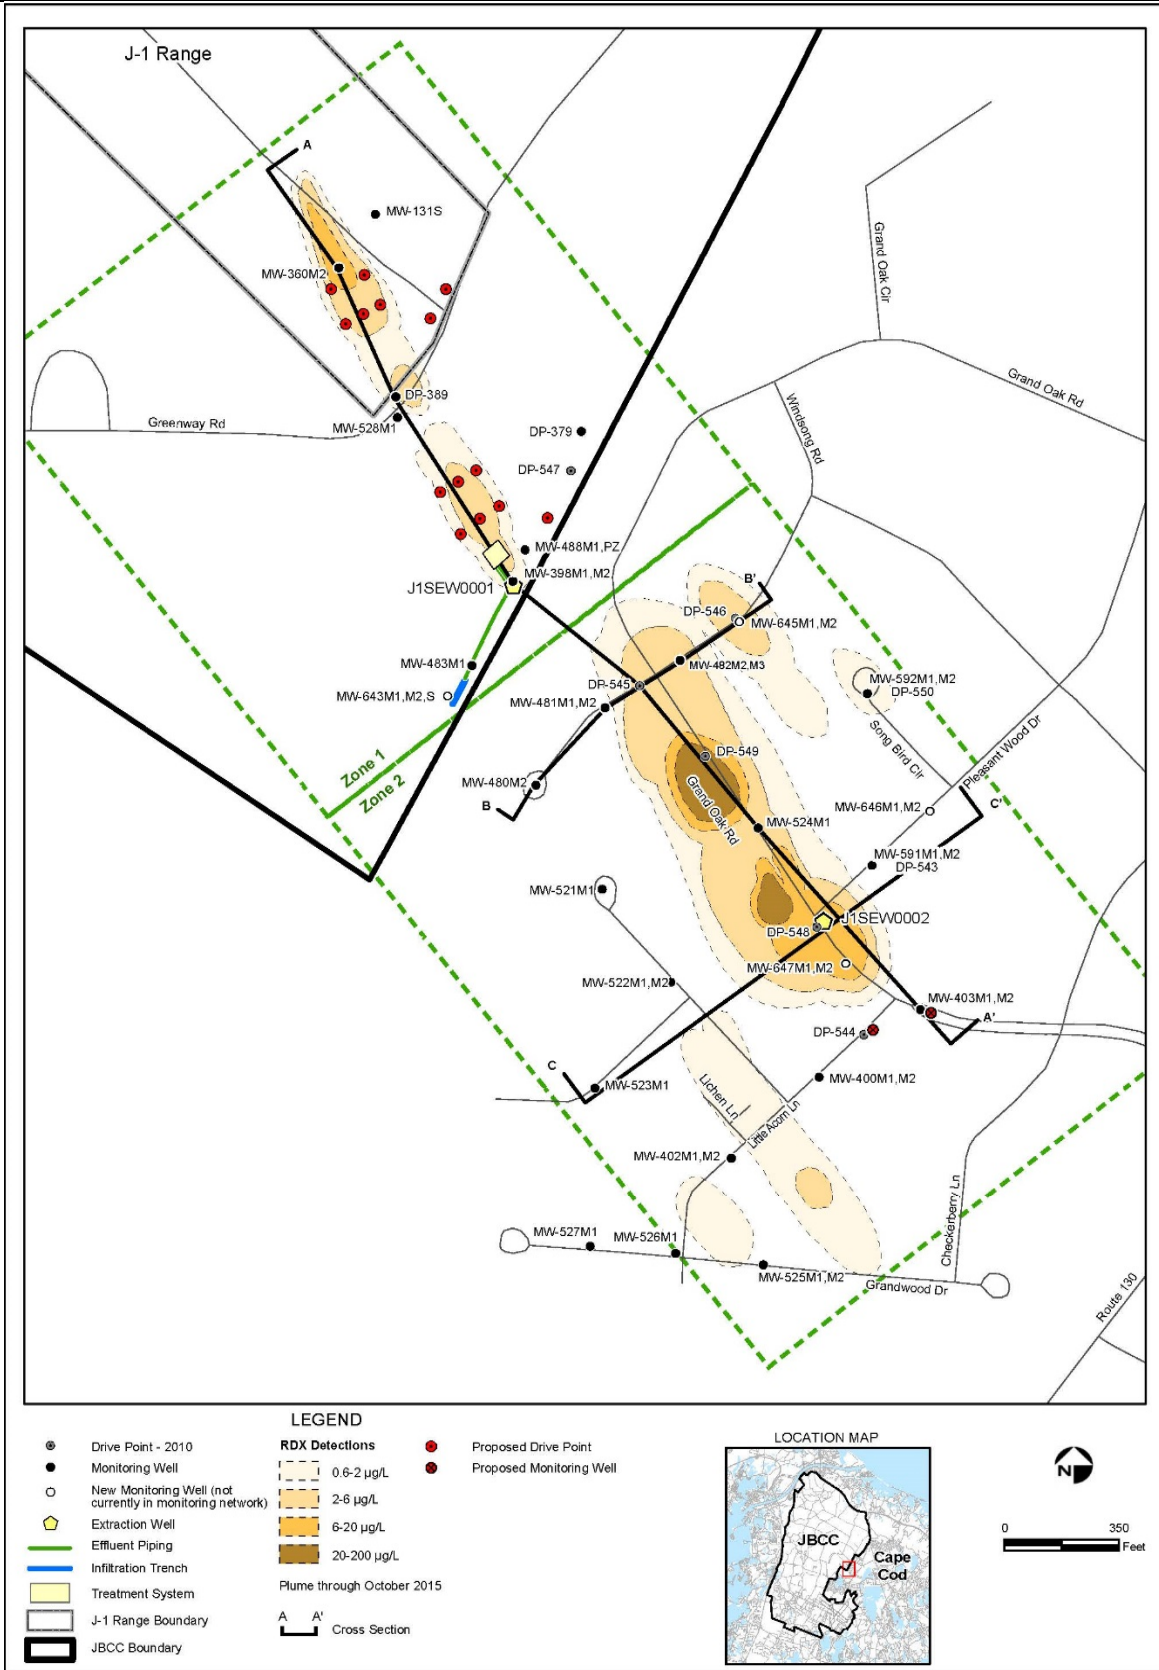 J-1 Range
A
MW-131S
MW-360M2
Grand Oak Cir
DP-389
MW-528M1
Greenway Rd
DP-379
DP-547
Grand Oak Rd
Windsong Rd
MW-488M1,PZ
MW-398M1,M2
J1SEW0001
B'
DP-546
MW-645M1,M2
MW-483M1
MW-643M1,M2,S
MW-482M2,M3
DP-545
MW-481M1,M2
MW-592M1,M2
DP-550
Song Bird Cir
Pleasant Wood Dr
Zone 1
Zone 2
DP-549
MW-480M2
B
Grand Oak Rd
MW-524M1
MW-646M1,M2
C'
MW-591M1,M2
DP-543
MW-521M1
J1SEW0002
DP-548
MW-647M1,M2
MW-522M1,M2
MW-403M1,M2
A'
DP-544
C
MW-523M1
MW-400M1,M2
Lichen Ln
Little Acorn Ln
MW-402M1,M2
Checkerberry Ln
MW-527M1
MW-526M1
MW-525M1,M2
Grandwood Dr
Route 130
LEGEND
Drive Point - 2010
Monitoring Well
New Monitoring Well (not
currently in monitoring network)
Extraction Well
Effluent Piping
Infiltration Trench
Treatment System
J-1 Range Boundary
JBCC Boundary
RDX Detections
0.6-2 µg/L
2-6 µg/L
6-20 µg/L
20-200 µg/L
Plume through October 2015
A A'
Cross Section
Proposed Drive Point
Proposed Monitoring Well
LOCATION MAP
JBCC
Cape
Cod
N
0 350
Feet